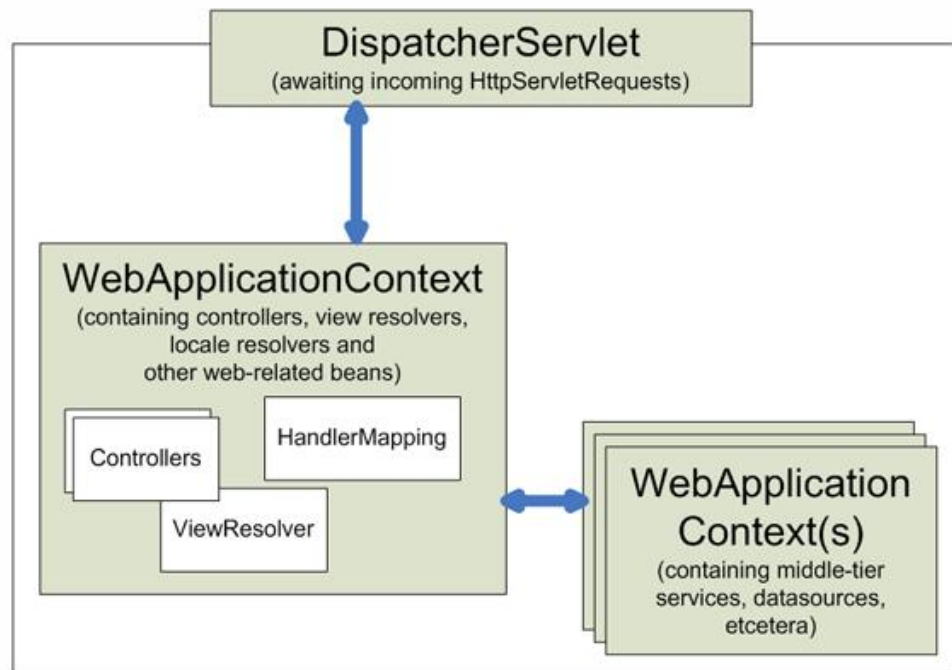 DispatcherServlet
(awaiting incoming HttpServletRequests)
WebApplicationContext
(containing controllers, view resolvers,
locale resolvers and
other web-related beans)
Controllers
HandlerMapping
ViewResolver
WebApplication
Context(s)
(containing middle-tier
services, datasources,
etcetera)